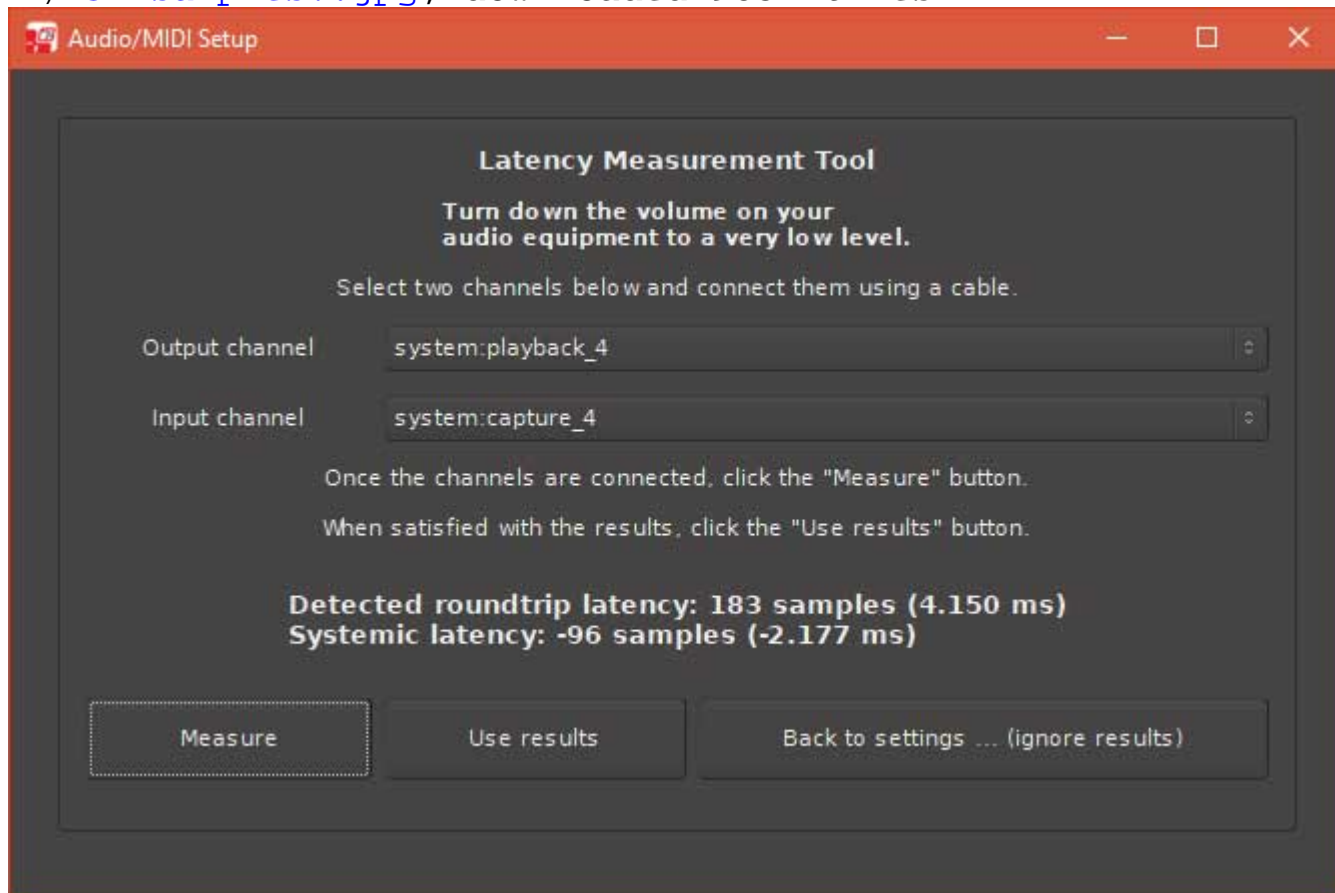 Audio/MIDI Setup
Latency Measurement Tool
Turn down the volume on your
audio equipment to a very low level.
Select two channels below and connect them using a cable.
Output channel system:playback_4
Input channel system:capture_4
Once the channels are connected, click the "Measure" button.
When satisfied with the results, click the "Use results" button.
Detected roundtrip latency: 183 samples (4.150 ms)
Systemic latency: -96 samples (-2.177 ms)
Measure Use results Back to settings ... (ignore results)